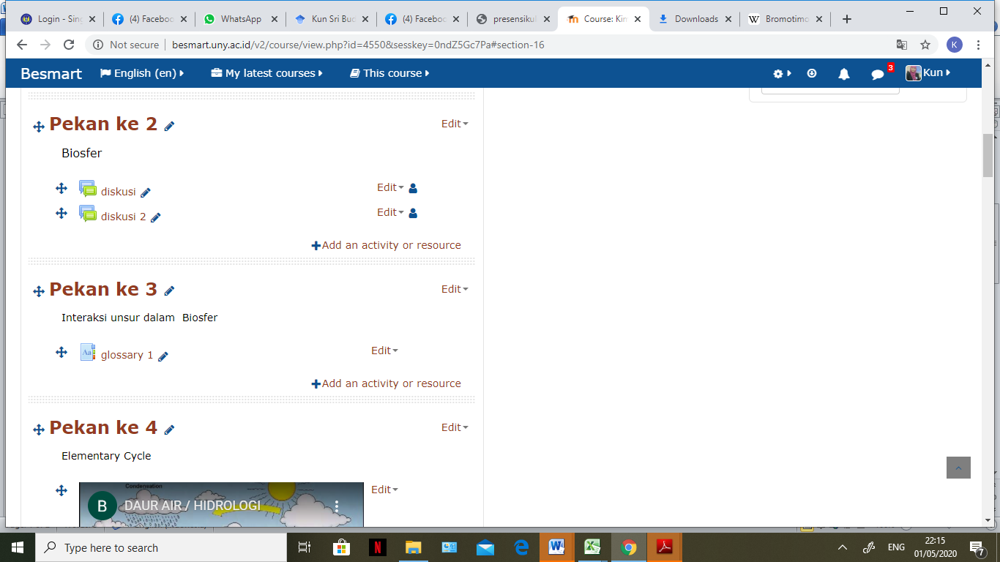 Login - Sing
(4) Faceboo
WhatsApp
Kun Sri Bud
(4) Faceboo
presensikul
Course: Kim
Downloads
W Bromotimo
Not secure | besmart.uny.ac.id/v2/course/view.php?id=4550&sesskey=0ndZ5Gc7Pa#section-16
K
Besmart
English (en)
My latest courses
This course
3
Kun
Pekan ke 2
Edit
Biosfer
diskusi
Edit
diskusi 2
Edit
Add an activity or resource
Pekan ke 3
Edit
Interaksi unsur dalam Biosfer
Aa
glossary 1
Edit
Add an activity or resource
Pekan ke 4
Edit
Elementary Cycle
Edit
Condensation
B
DAUR AIR / HIDROLOGI
Type here to search
ENG
22:15
01/05/2020
7